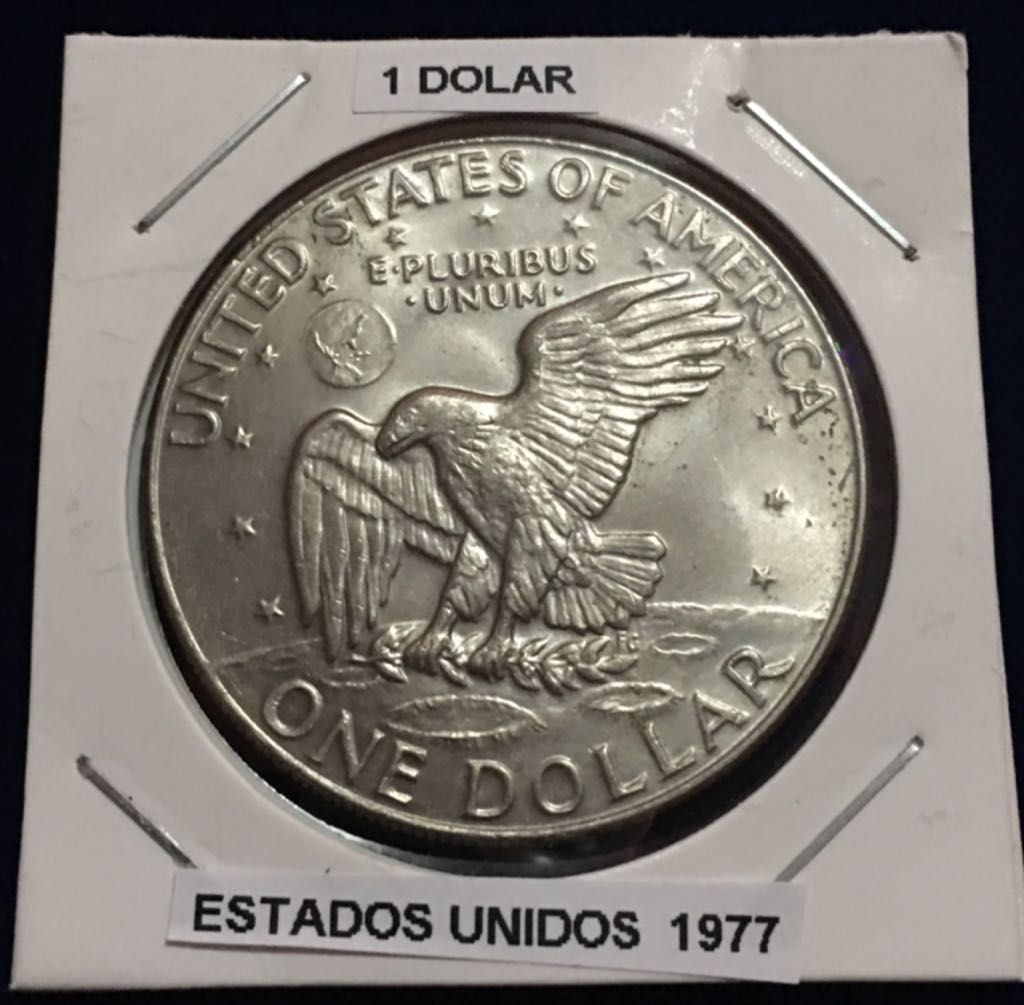 1 DOLAR
UNITED STATES OF AMERICA
E·PLURIBUS
·UNUM·
ONE DOLLAR
ESTADOS UNIDOS 1977